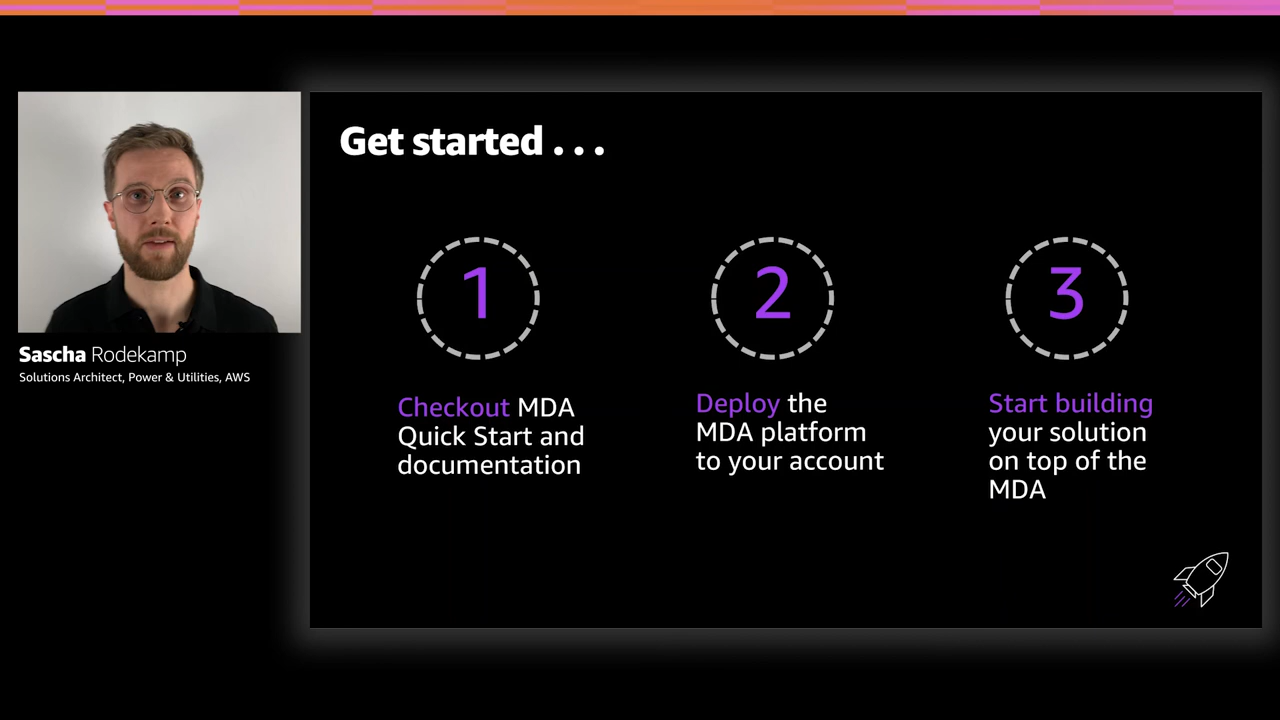 Get started . . .
1
2
3
Checkout MDA
Quick Start and
documentation
Deploy the
MDA platform
to your account
Start building
your solution
on top of the
MDA
Sascha Rodekamp
Solutions Architect, Power & Utilities, AWS